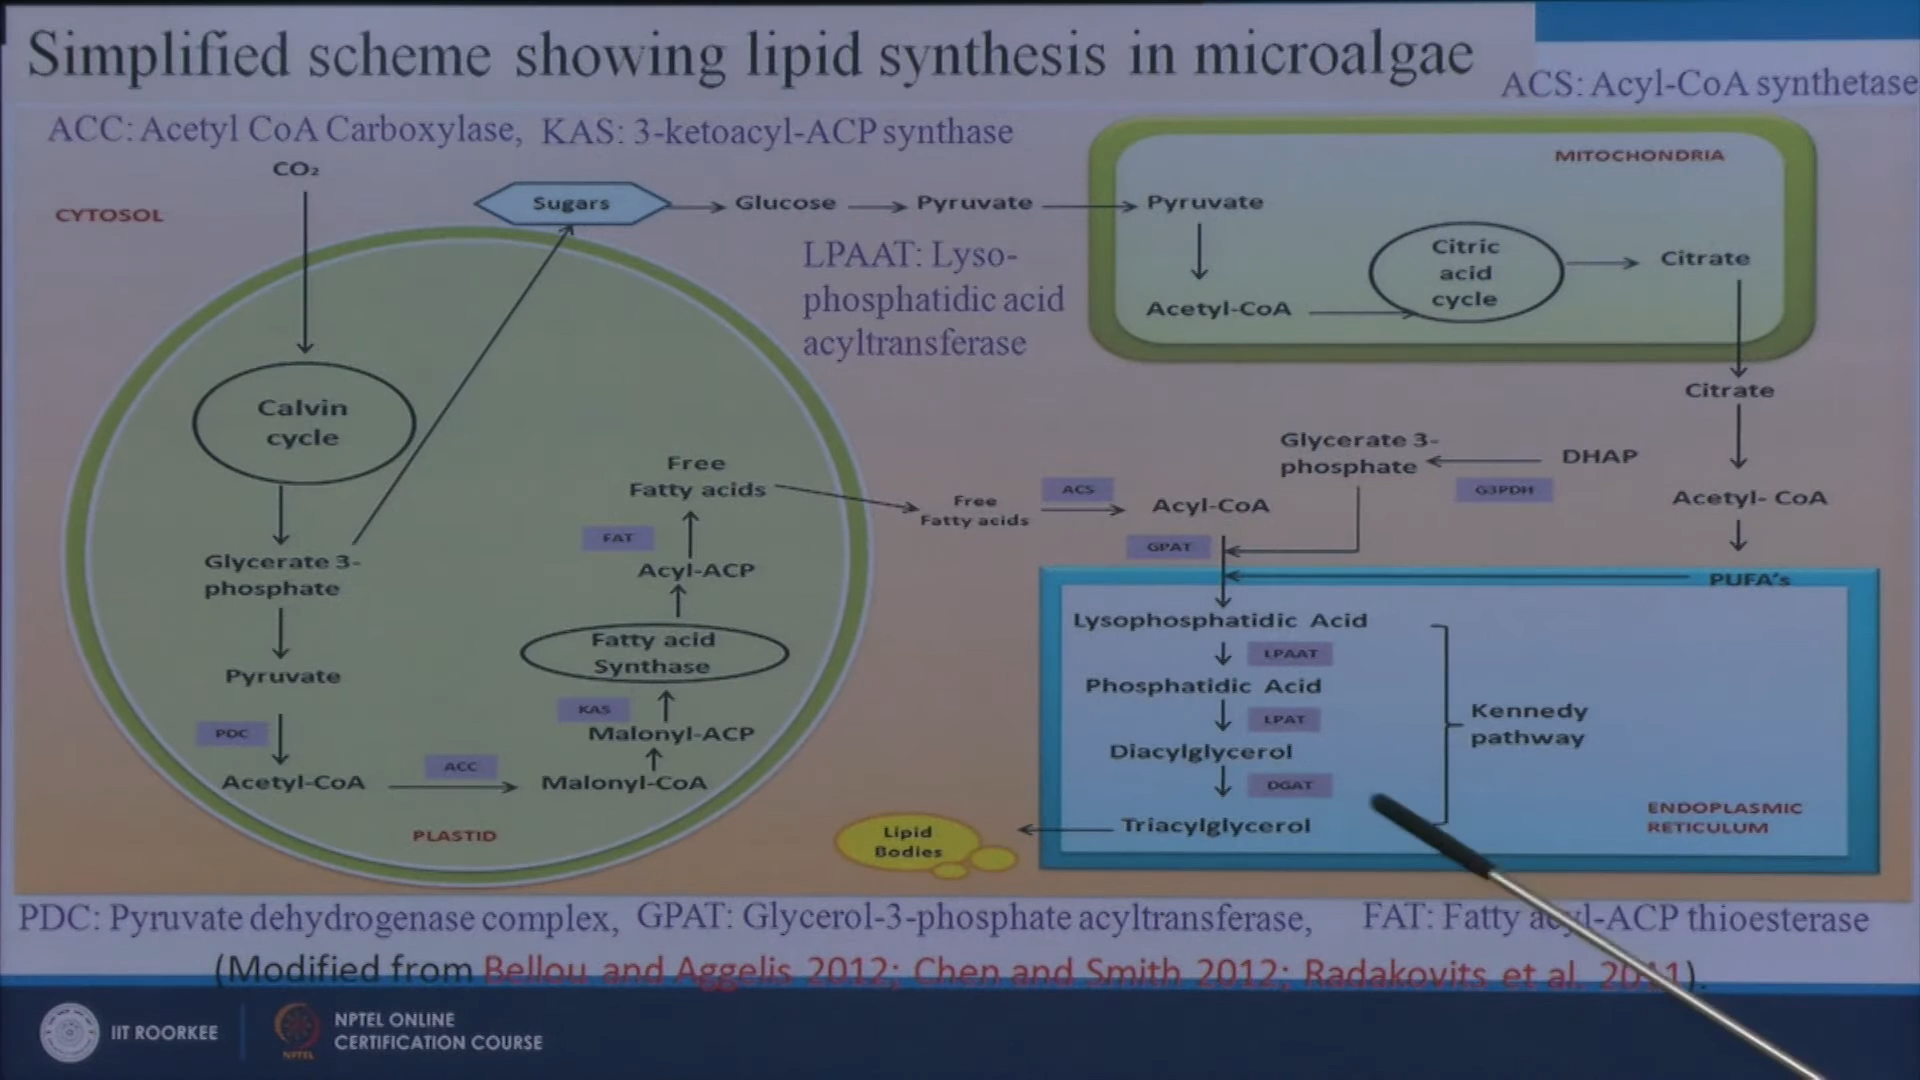 Simplified scheme showing lipid synthesis in microalgae
ACS: Acyl-CoA synthetase
ACC: Acetyl CoA Carboxylase, KAS: 3-ketoacyl-ACP synthase
CO₂
CYTOSOL
Sugars
Glucose
Pyruvate
LPAAT: Lyso-
phosphatidic acid
acyltransferase
MITOCHONDRIA
Pyruvate
Acetyl-CoA
Citric
acid
cycle
Citrate
Citrate
Acetyl- CoA
PUFA's
Calvin
cycle
Glycerate 3-
phosphate
Pyruvate
PDC
Acetyl-CoA
ACC
Malonyl-CoA
Malonyl-ACP
KAS
Fatty acid
Synthase
Acyl-ACP
FAT
Free
Fatty acids
PLASTID
Free
Fatty acids
ACS
Acyl-CoA
GPAT
Glycerate 3-
phosphate
DHAP
G3PDH
Lysophosphatidic Acid
LPAAT
Phosphatidic Acid
LPAT
Diacylglycerol
DGAT
Triacylglycerol
Kennedy
pathway
ENDOPLASMIC
RETICULUM
Lipid
Bodies
PDC: Pyruvate dehydrogenase complex, GPAT: Glycerol-3-phosphate acyltransferase, FAT: Fatty acyl-ACP thioesterase
(Modified from Bellou and Aggelis 2012; Chen and Smith 2012; Radakovits et al. 2011).
IIT ROORKEE
NPTEL
NPTEL ONLINE
CERTIFICATION COURSE